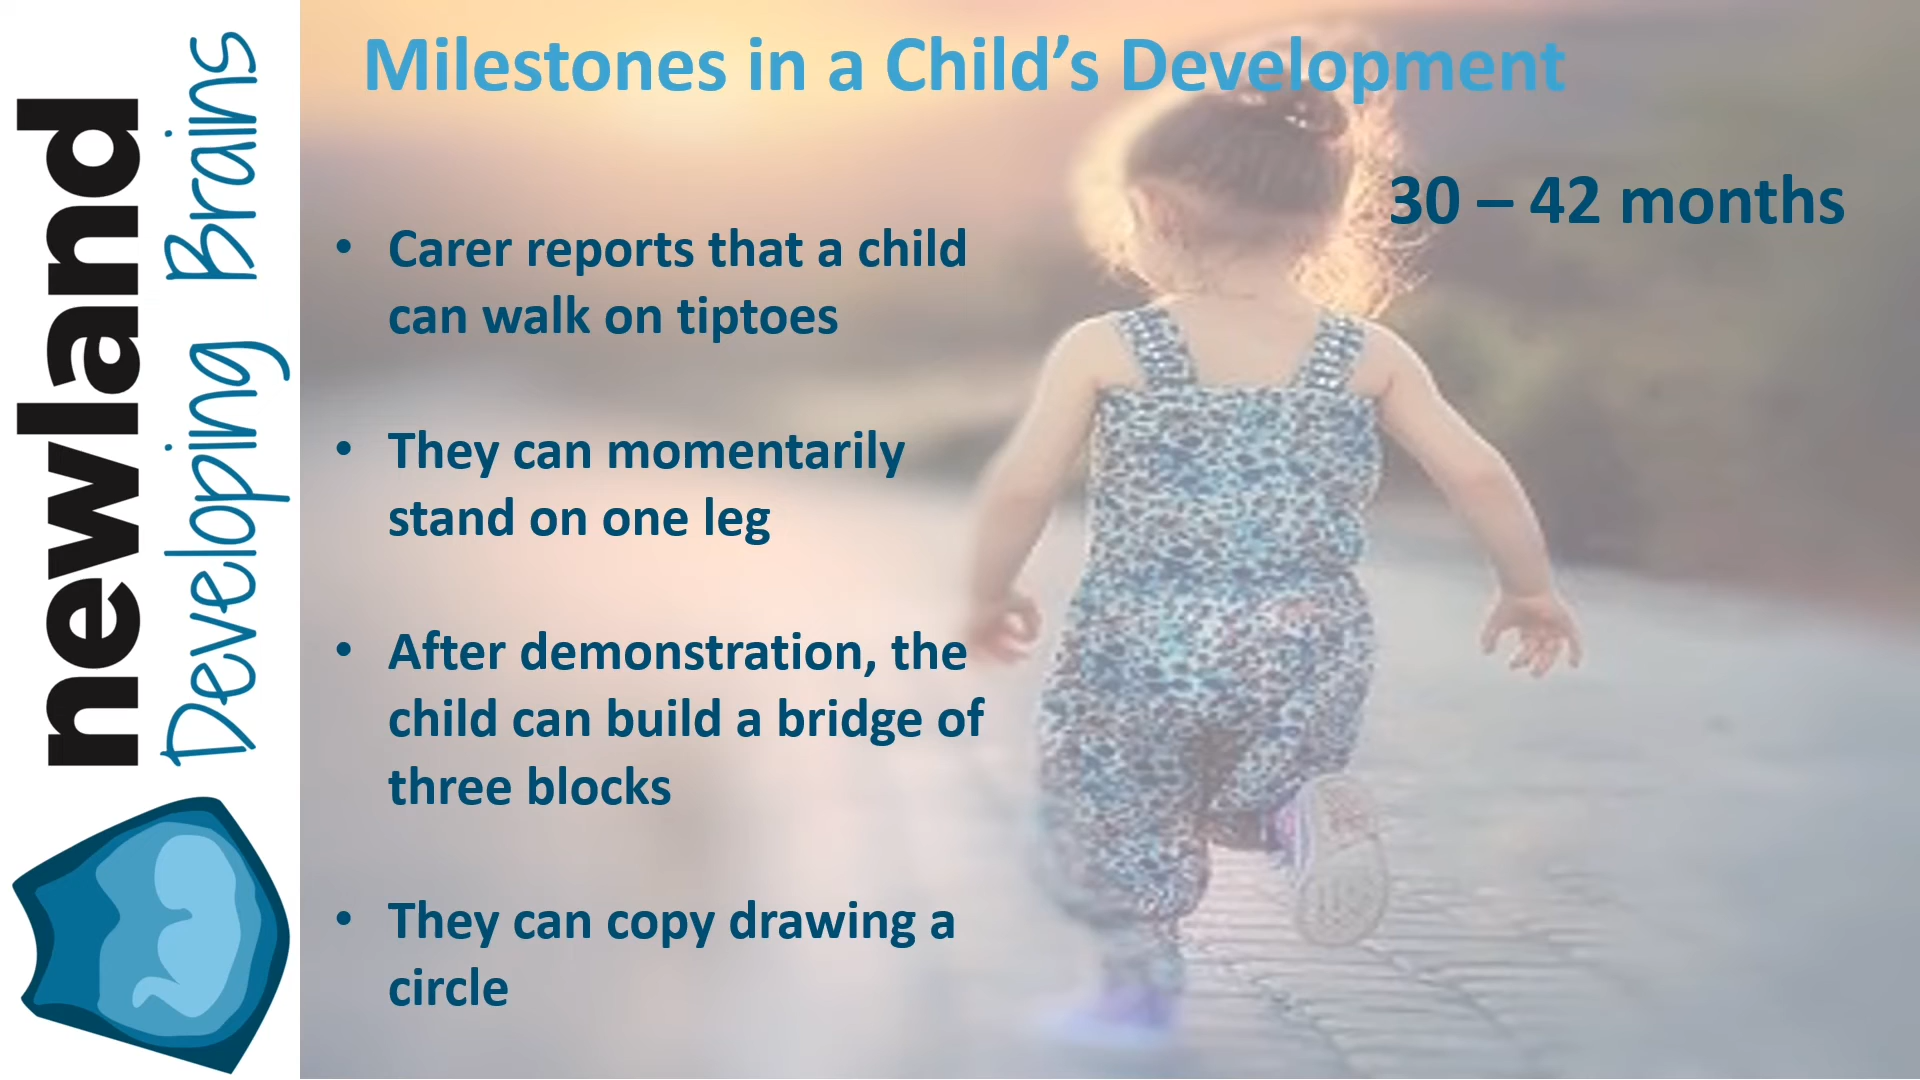 newland
Developing Brains
Milestones in a Child’s Development
30 – 42 months
• Carer reports that a child
can walk on tiptoes
• They can momentarily
stand on one leg
• After demonstration, the
child can build a bridge of
three blocks
• They can copy drawing a
circle